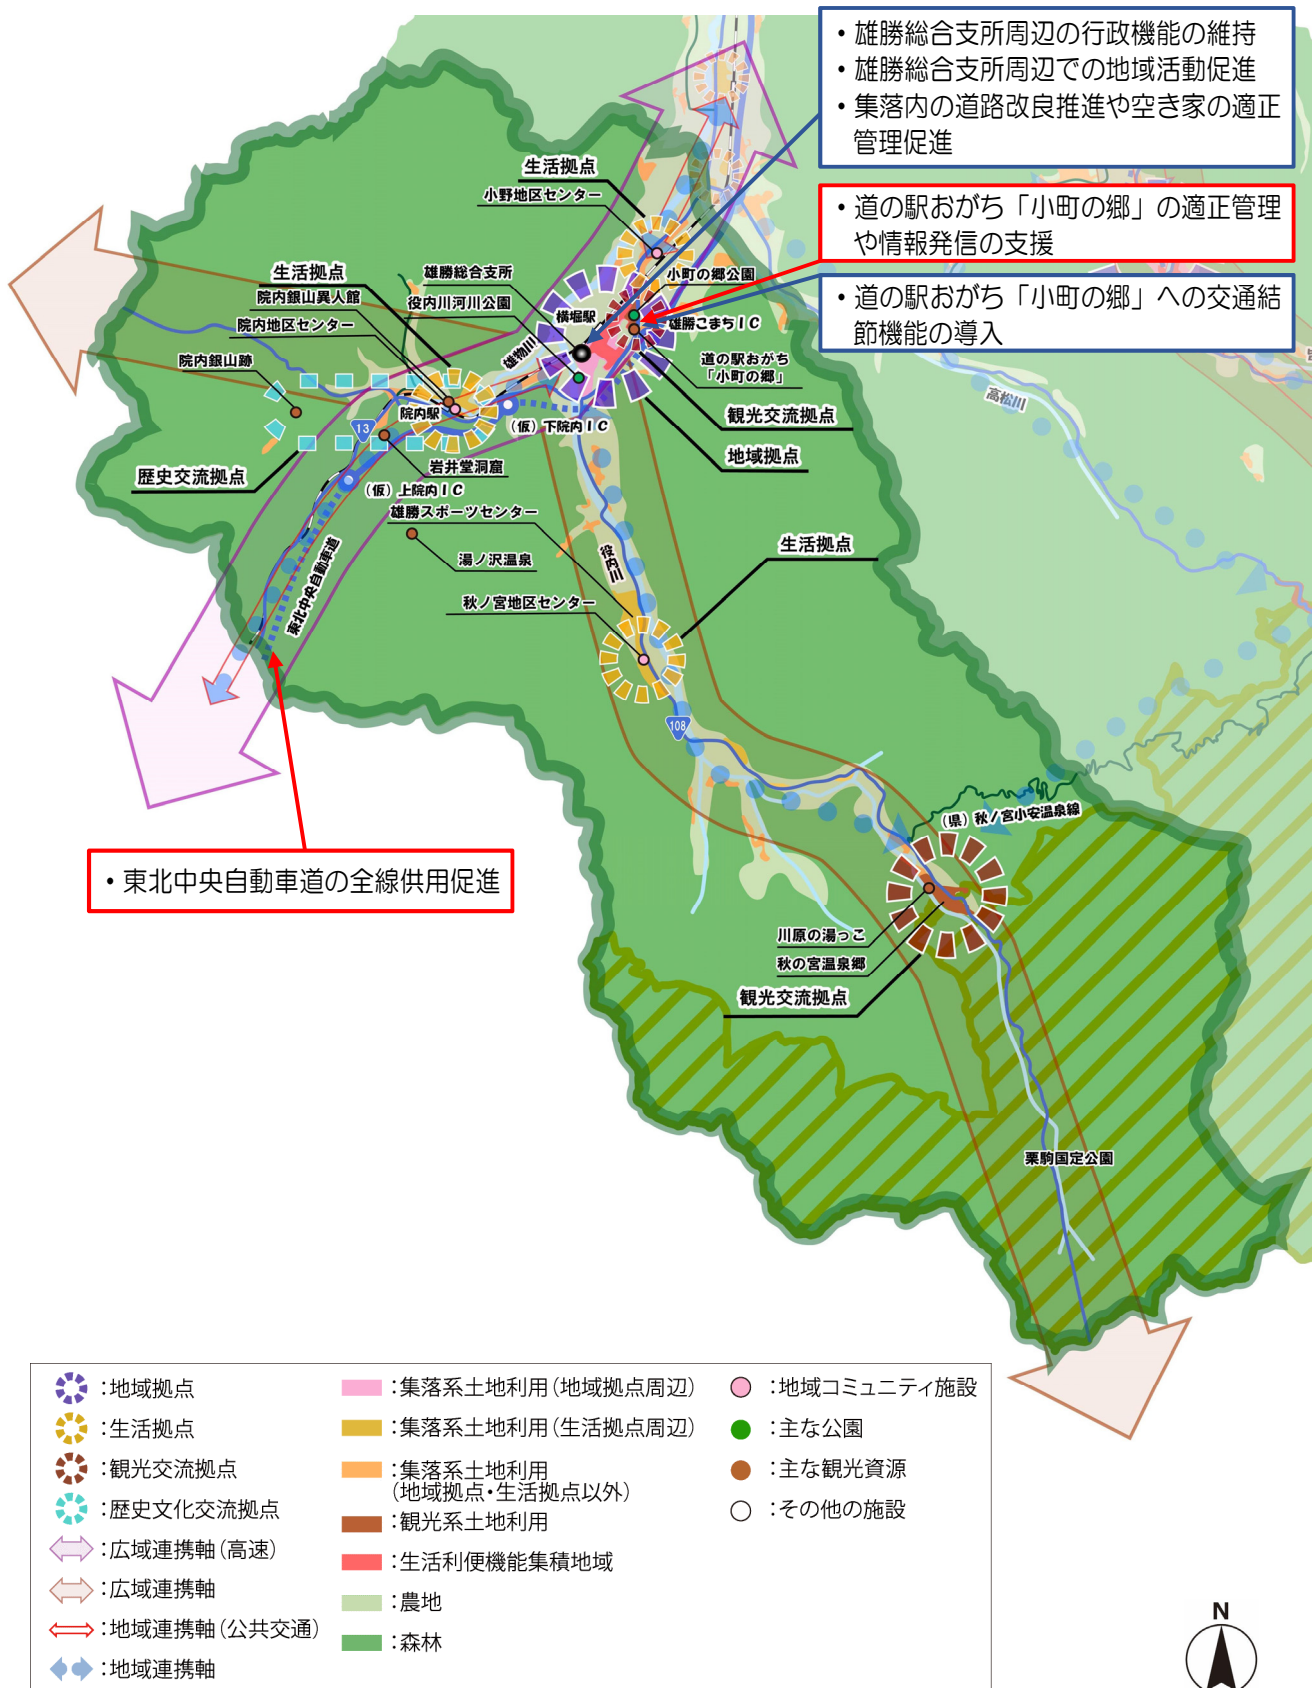 ・雄勝総合支所周辺の行政機能の維持
・雄勝総合支所周辺での地域活動促進
・集落内の道路改良推進や空き家の適正
管理促進
・道の駅おがち「小町の郷」の適正管理
や情報発信の支援
・道の駅おがち「小町の郷」への交通結
節機能の導入
生活拠点
小野地区センター
生活拠点
院内銀山異人館
院内地区センター
雄勝総合支所
役内川河川公園
横堀駅
小町の郷公園
雄勝こまちIC
院内銀山跡
雄物川
道の駅おがち
「小町の郷」
高松川
院内駅
13
(仮)下院内IC
観光交流拠点
地域拠点
歴史交流拠点
岩井堂洞窟
(仮)上院内IC
雄勝スポーツセンター
東北中央自動車道
湯ノ沢温泉
役内川
生活拠点
秋ノ宮地区センター
108
(県)秋ノ宮小安温泉線
・東北中央自動車道の全線供用促進
川原の湯っこ
秋の宮温泉郷
観光交流拠点
栗駒国定公園
:地域拠点
:生活拠点
:観光交流拠点
:歴史文化交流拠点
:広域連携軸(高速)
:広域連携軸
:地域連携軸(公共交通)
:地域連携軸
:集落系土地利用(地域拠点周辺)
:集落系土地利用(生活拠点周辺)
:集落系土地利用
(地域拠点・生活拠点以外)
:観光系土地利用
:生活利便機能集積地域
:農地
:森林
:地域コミュニティ施設
:主な公園
:主な観光資源
:その他の施設
N